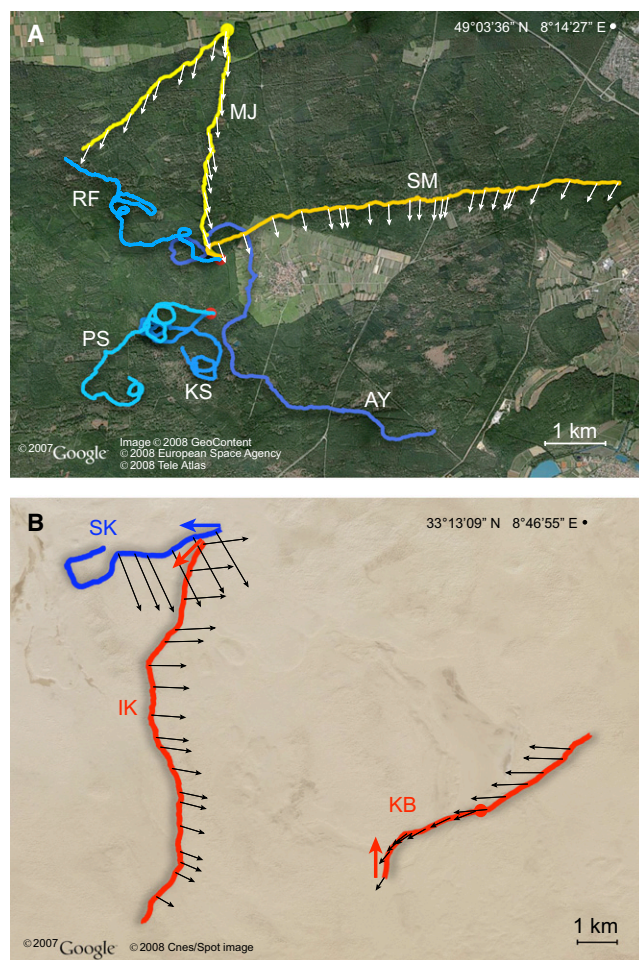 A
49°03'36" N 8°14'27" E
MJ
SM
RF
PS
KS
AY
1 km
©2007 Google
Image © 2008 GeoContent
© 2008 European Space Agency
© 2008 Tele Atlas
B
33°13'09" N 8°46'55" E
SK
IK
KB
1 km
©2007 Google
© 2008 Cnes/Spot image